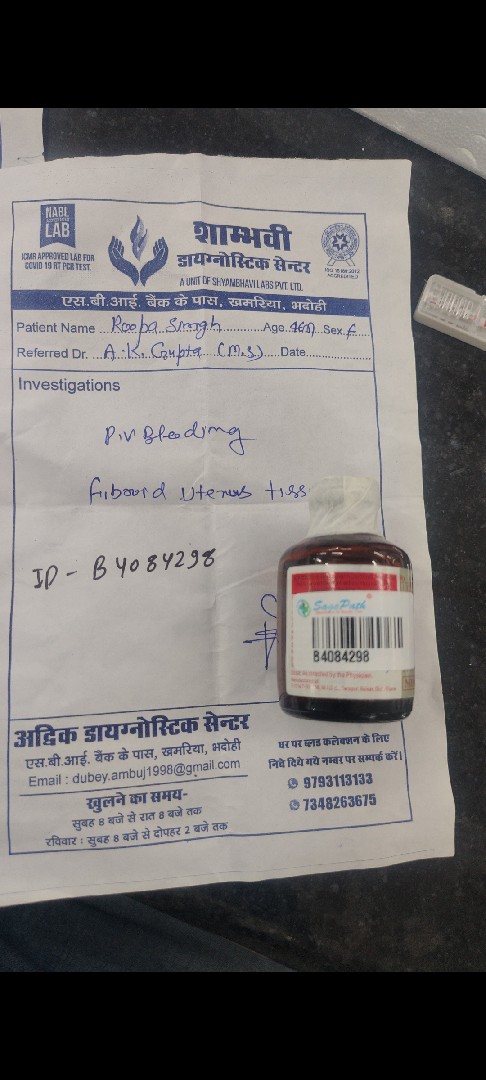 NABL
LAB
ICMR APPROVED LAB FOR
COVID 19 RT PCR TEST
शाम्भवी
डायग्नोस्टिक सेन्टर
A UNIT OF SHYAMBHAVI LABS PVT. LTD.
एस.बी.आई. बैंक के पास, खमरिया, भदोही
Patient Name Roopa Singh Age 46Y Sex F
Referred Dr. A.K. Gupta (M.S) Date
Investigations
P.V Bleeding
fiboord Uterus tiss
ID - B4084298
SavePath
B4084298
अद्विक डायग्नोस्टिक सेन्टर
एस.बी.आई. बैंक के पास, खमरिया, भदोही
Email : dubey.ambuj1998@gmail.com
खुलने का समय-
सुबह 8 बजे से रात 8 बजे तक
रविवार : सुबह 8 बजे से दोपहर 2 बजे तक
घर पर ब्लड कलेक्शन के लिए
निचे दिये गये नम्बर पर सम्पर्क करें।
9793113133
7348263675